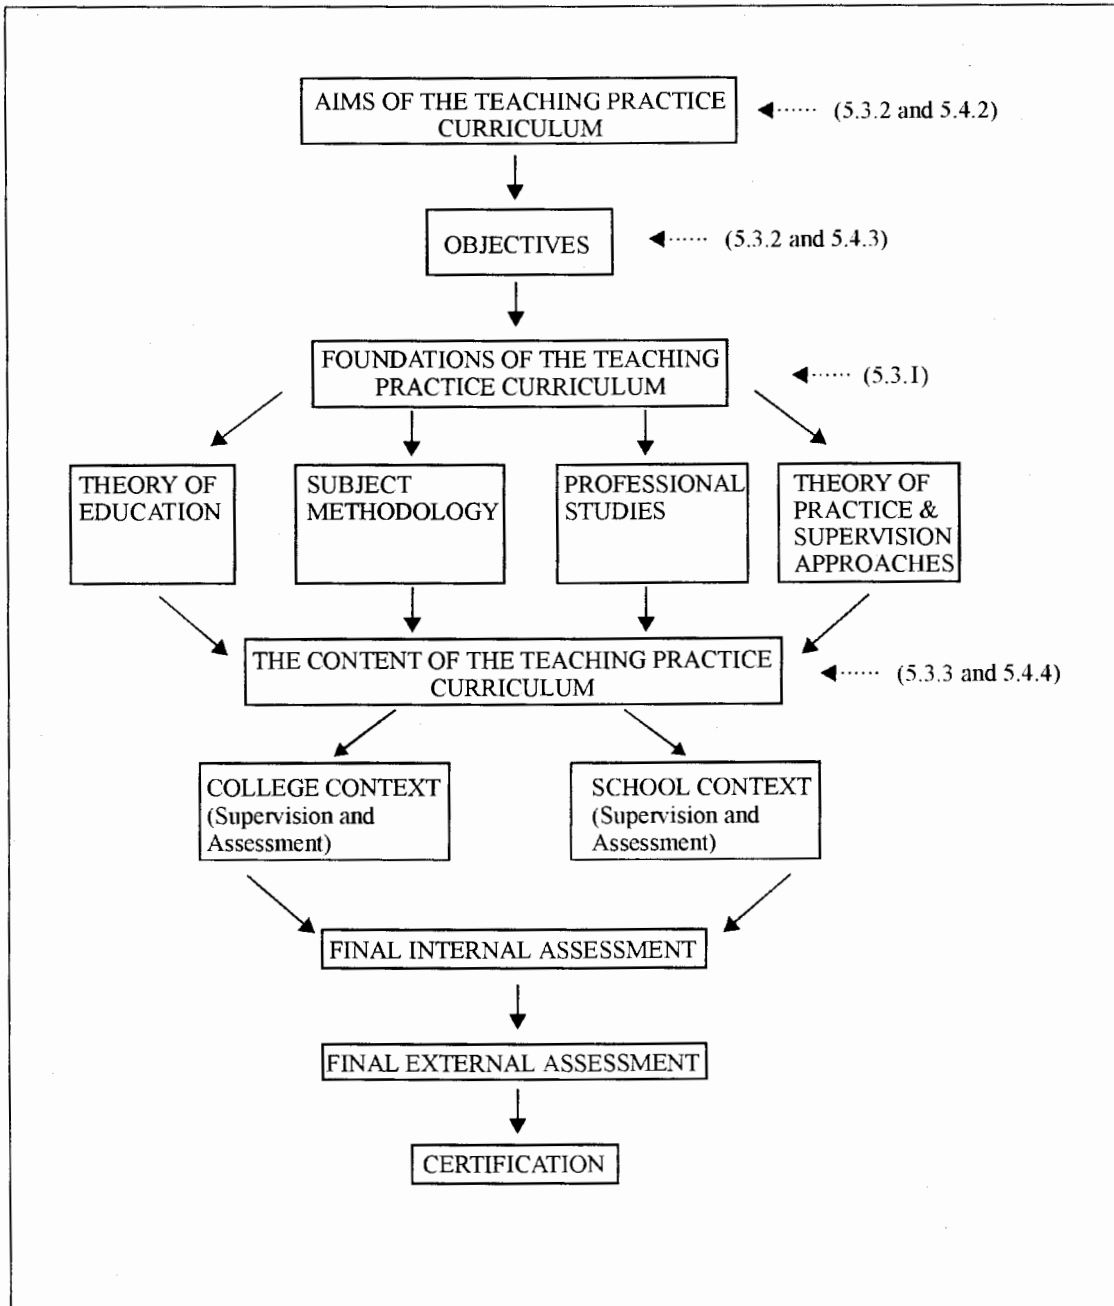 AIMS OF THE TEACHING PRACTICE
CURRICULUM
(5.3.2 and 5.4.2)
OBJECTIVES
(5.3.2 and 5.4.3)
FOUNDATIONS OF THE TEACHING
PRACTICE CURRICULUM
(5.3.I)
THEORY OF
EDUCATION
SUBJECT
METHODOLOGY
PROFESSIONAL
STUDIES
THEORY OF
PRACTICE &
SUPERVISION
APPROACHES
THE CONTENT OF THE TEACHING PRACTICE
CURRICULUM
(5.3.3 and 5.4.4)
COLLEGE CONTEXT
(Supervision and
Assessment)
SCHOOL CONTEXT
(Supervision and
Assessment)
FINAL INTERNAL ASSESSMENT
FINAL EXTERNAL ASSESSMENT
CERTIFICATION